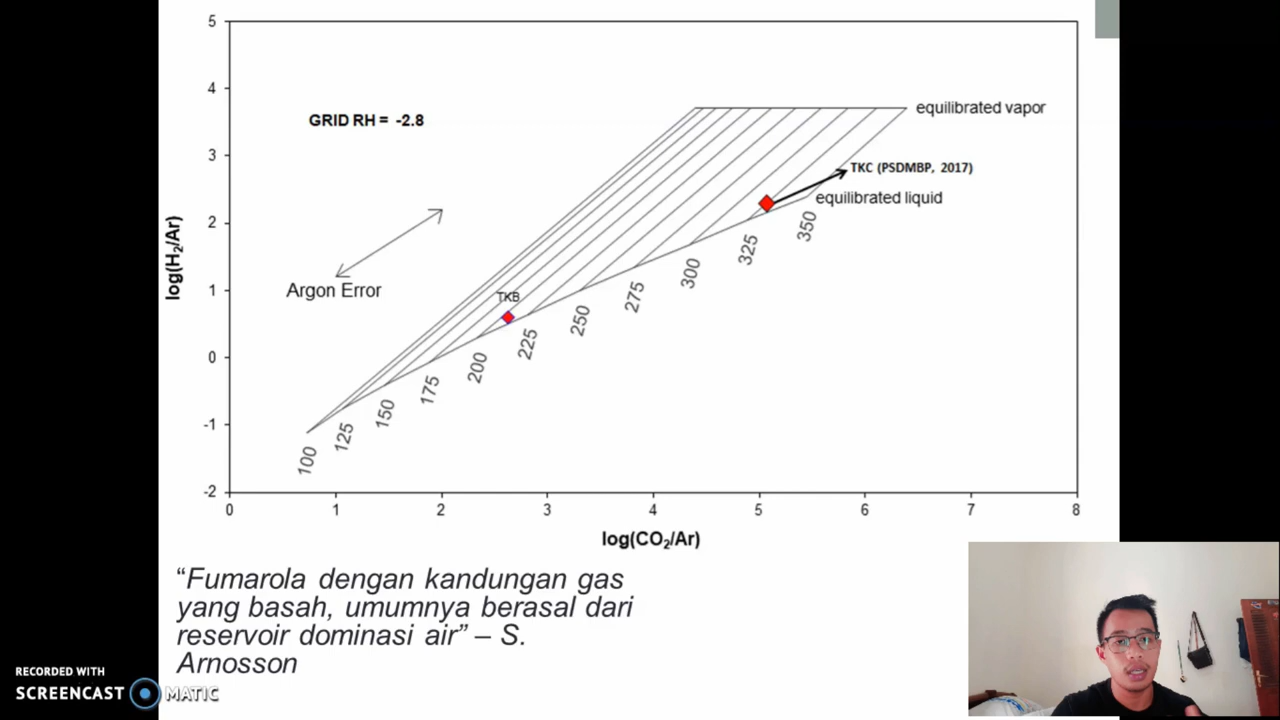 5
4
3
2
1
0
-1
-2
0
1
2
3
4
5
6
7
8
log(H₂/Ar)
log(CO₂/Ar)
GRID RH = -2.8
equilibrated vapor
TKC (PSDMBP, 2017)
equilibrated liquid
Argon Error
TKB
100
125
150
175
200
225
250
275
300
325
350
“Fumarola dengan kandungan gas
yang basah, umumnya berasal dari
reservoir dominasi air” – S.
Arnosson
RECORDED WITH
SCREENCAST MATIC